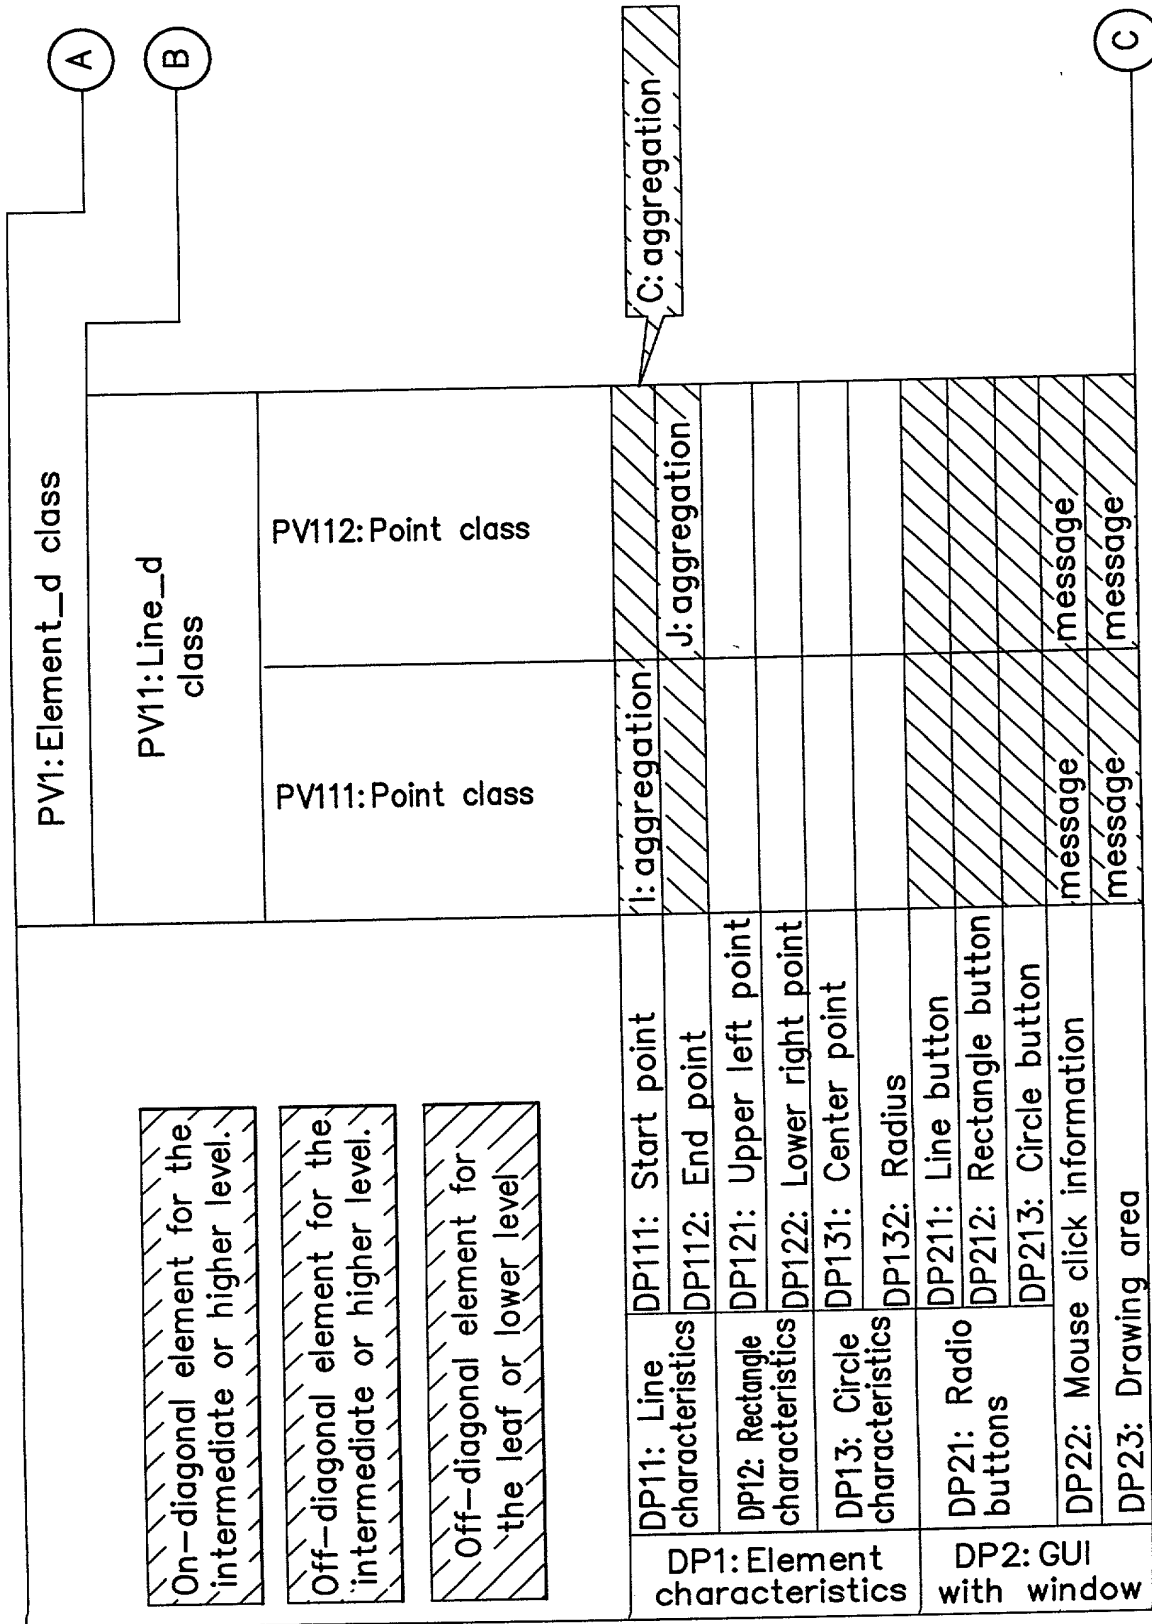 A
B
PV1:Element_d class
PV11:Line_d
class
PV111:Point class
PV112:Point class
On–diagonal element for the
intermediate or higher level.
Off–diagonal element for the
intermediate or higher level.
Off–diagonal element for
the leaf or lower level
C:aggregation
DP1:Element
characteristics
DP11: Line
characteristics
DP111: Start point
I:aggregation
DP112: End point
J:aggregation
DP12: Rectangle
characteristics
DP121: Upper left point
DP122: Lower right point
DP13: Circle
characteristics
DP131: Center point
DP132: Radius
DP2:GUI
with window
DP21: Radio
buttons
DP211: Line button
DP212: Rectangle button
DP213: Circle button
DP22: Mouse click information
message
message
DP23: Drawing area
message
message
C